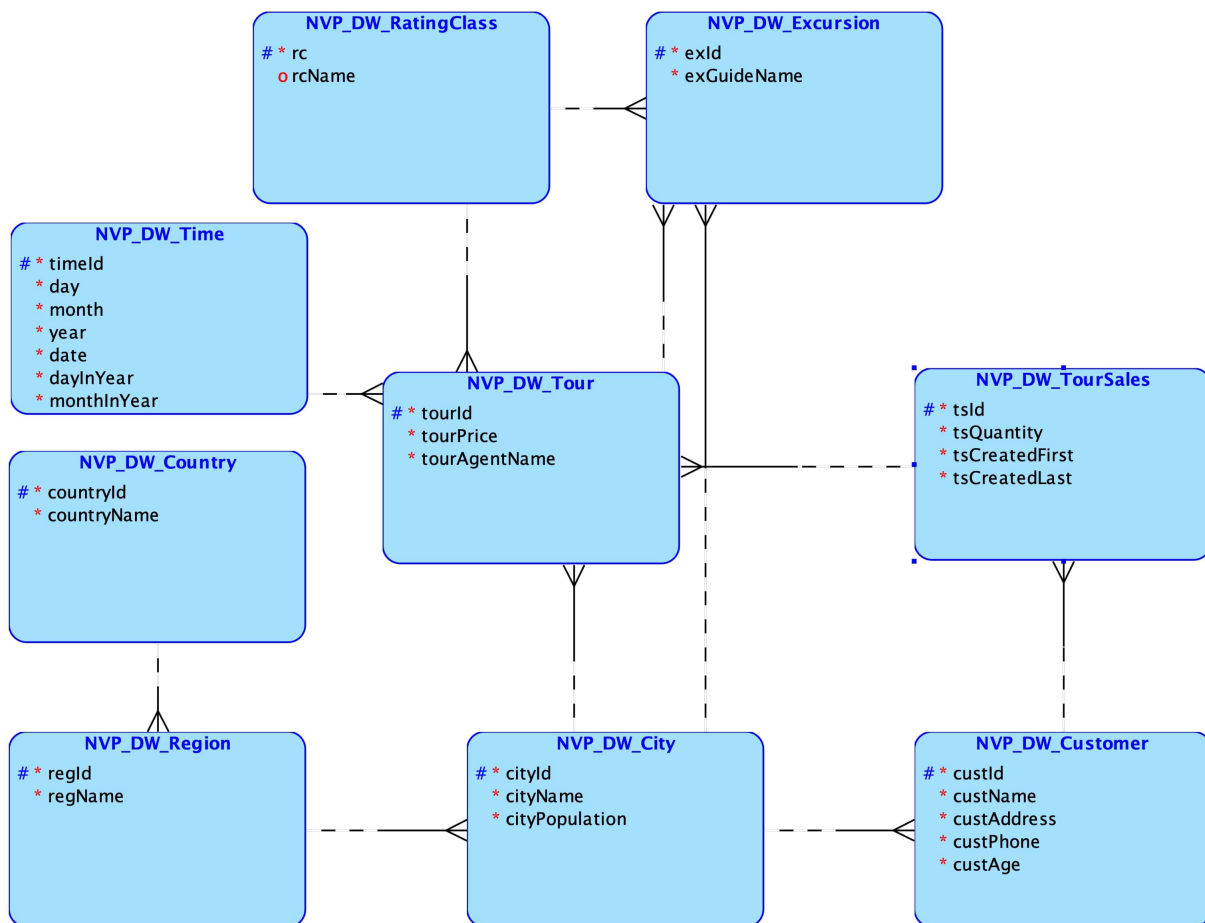 NVP_DW_RatingClass
# * rc
o rcName
NVP_DW_Excursion
# * exId
* exGuideName
NVP_DW_Time
# * timeId
* day
* month
* year
* date
* dayInYear
* monthInYear
NVP_DW_Tour
# * tourId
* tourPrice
* tourAgentName
NVP_DW_TourSales
# * tsId
* tsQuantity
* tsCreatedFirst
* tsCreatedLast
NVP_DW_Country
# * countryId
* countryName
NVP_DW_Region
# * regId
* regName
NVP_DW_City
# * cityId
* cityName
* cityPopulation
NVP_DW_Customer
# * custId
* custName
* custAddress
* custPhone
* custAge